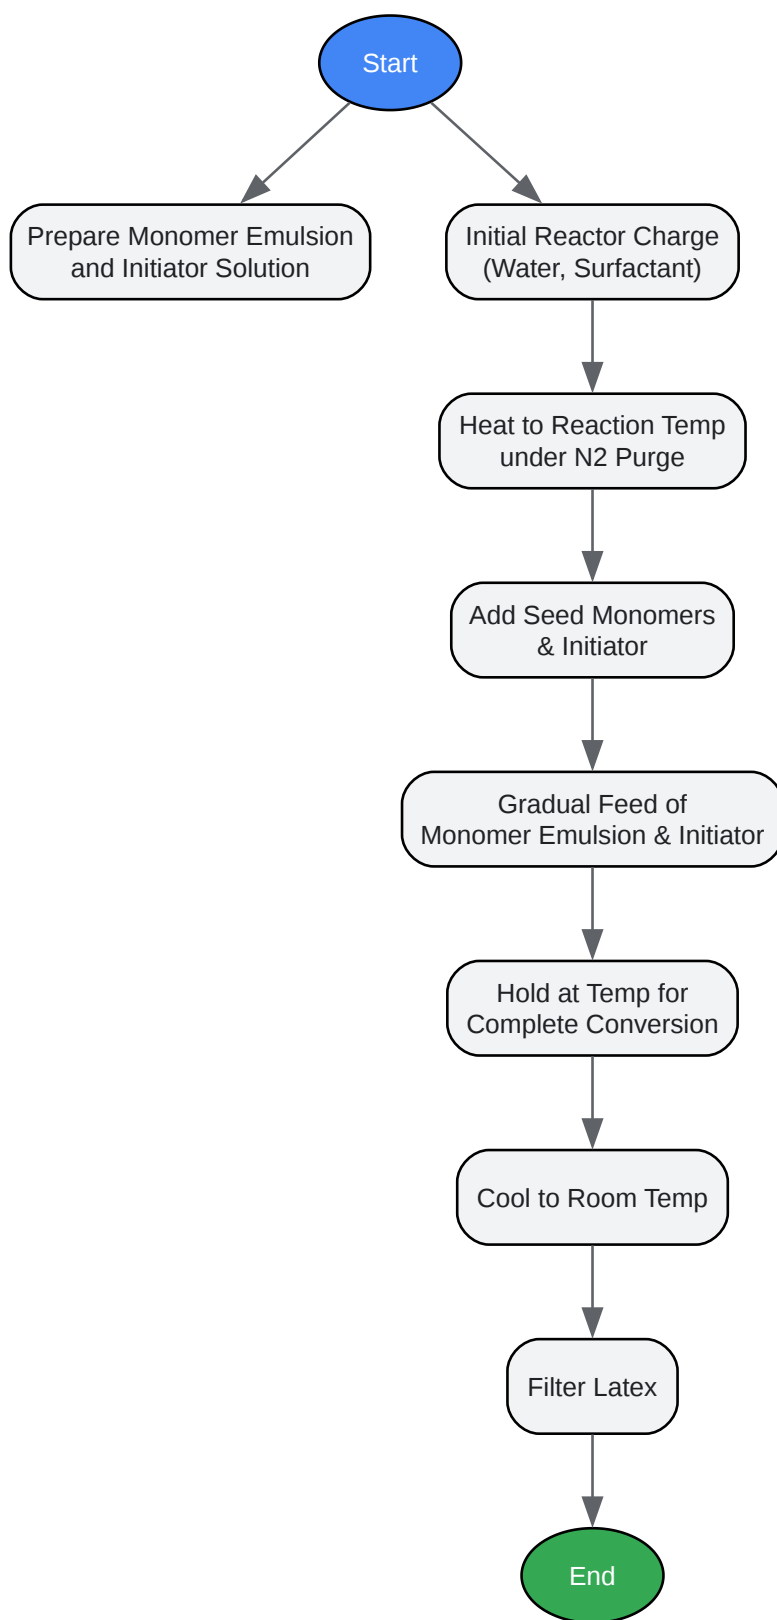 Start
Prepare Monomer Emulsion
and Initiator Solution
Initial Reactor Charge
(Water, Surfactant)
Heat to Reaction Temp
under N2 Purge
Add Seed Monomers
& Initiator
Gradual Feed of
Monomer Emulsion & Initiator
Hold at Temp for
Complete Conversion
Cool to Room Temp
Filter Latex
End